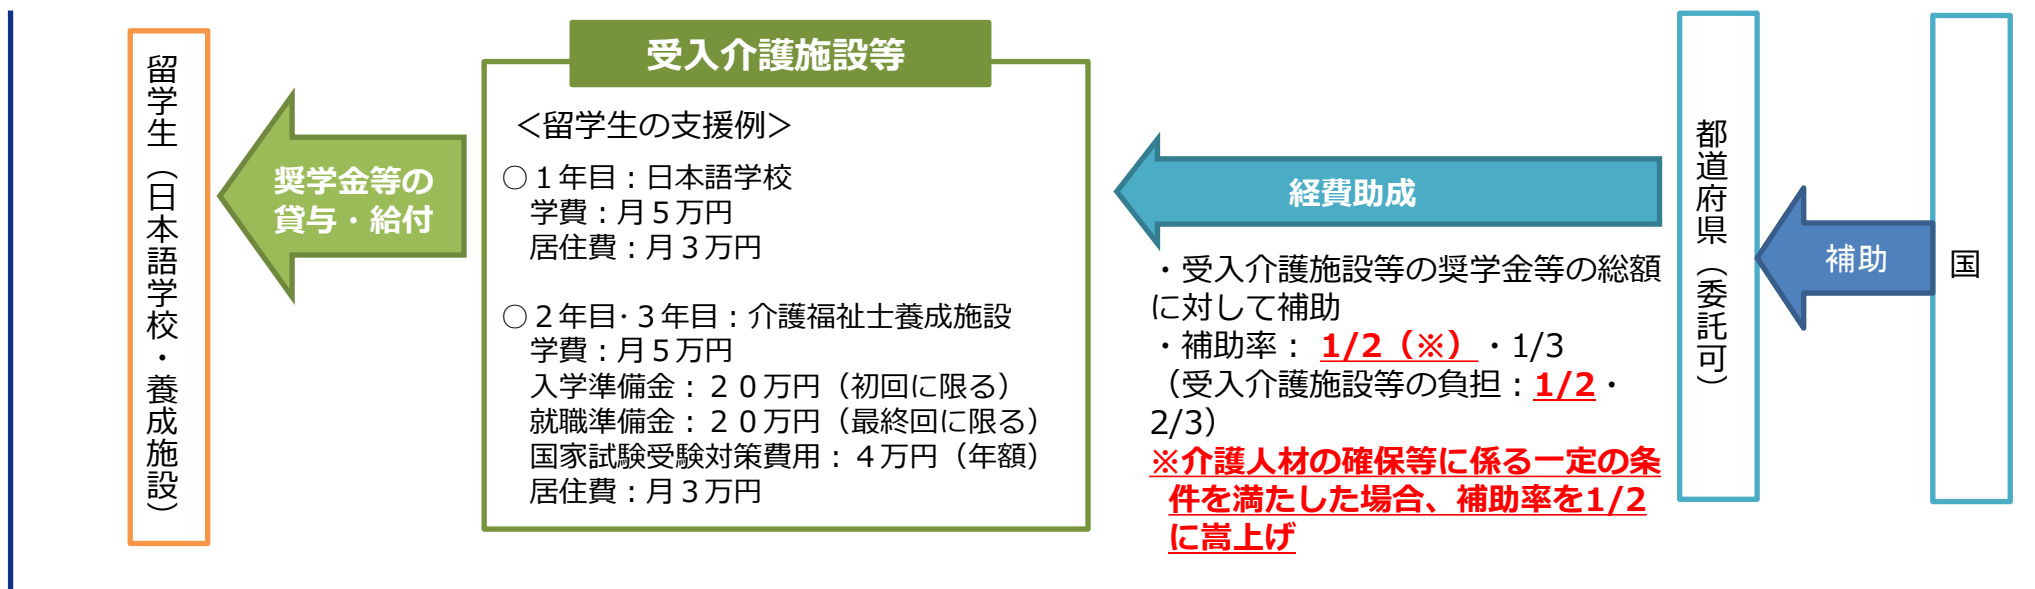 留学生（日本語学校・養成施設）
奨学金等の
貸与・給付
受入介護施設等
＜留学生の支援例＞
○１年目：日本語学校
学費：月５万円
居住費：月３万円
○２年目･３年目：介護福祉士養成施設
学費：月５万円
入学準備金：２０万円（初回に限る）
就職準備金：２０万円（最終回に限る）
国家試験受験対策費用：４万円（年額）
居住費：月３万円
経費助成
・受入介護施設等の奨学金等の総額
に対して補助
・補助率： 1/2（※）・1/3
（受入介護施設等の負担：1/2・
2/3）
※介護人材の確保等に係る一定の条
件を満たした場合、補助率を1/2
に嵩上げ
都道府県（委託可）
補助
国